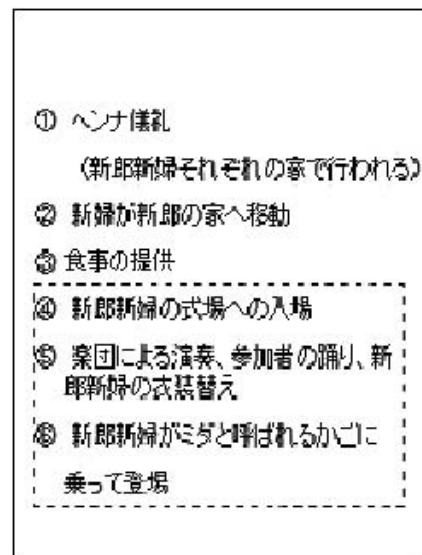 ① ヘンナ儀礼
(新郎新婦それぞれの家で行われる)
② 新婦が新郎の家へ移動
③ 食事の提供
④ 新郎新婦の式場への入場
⑤ 楽団による演奏、参加者の踊り、新
郎新婦の衣装替え
⑥ 新郎新婦がミダと呼ばれるかごに
乗って登場